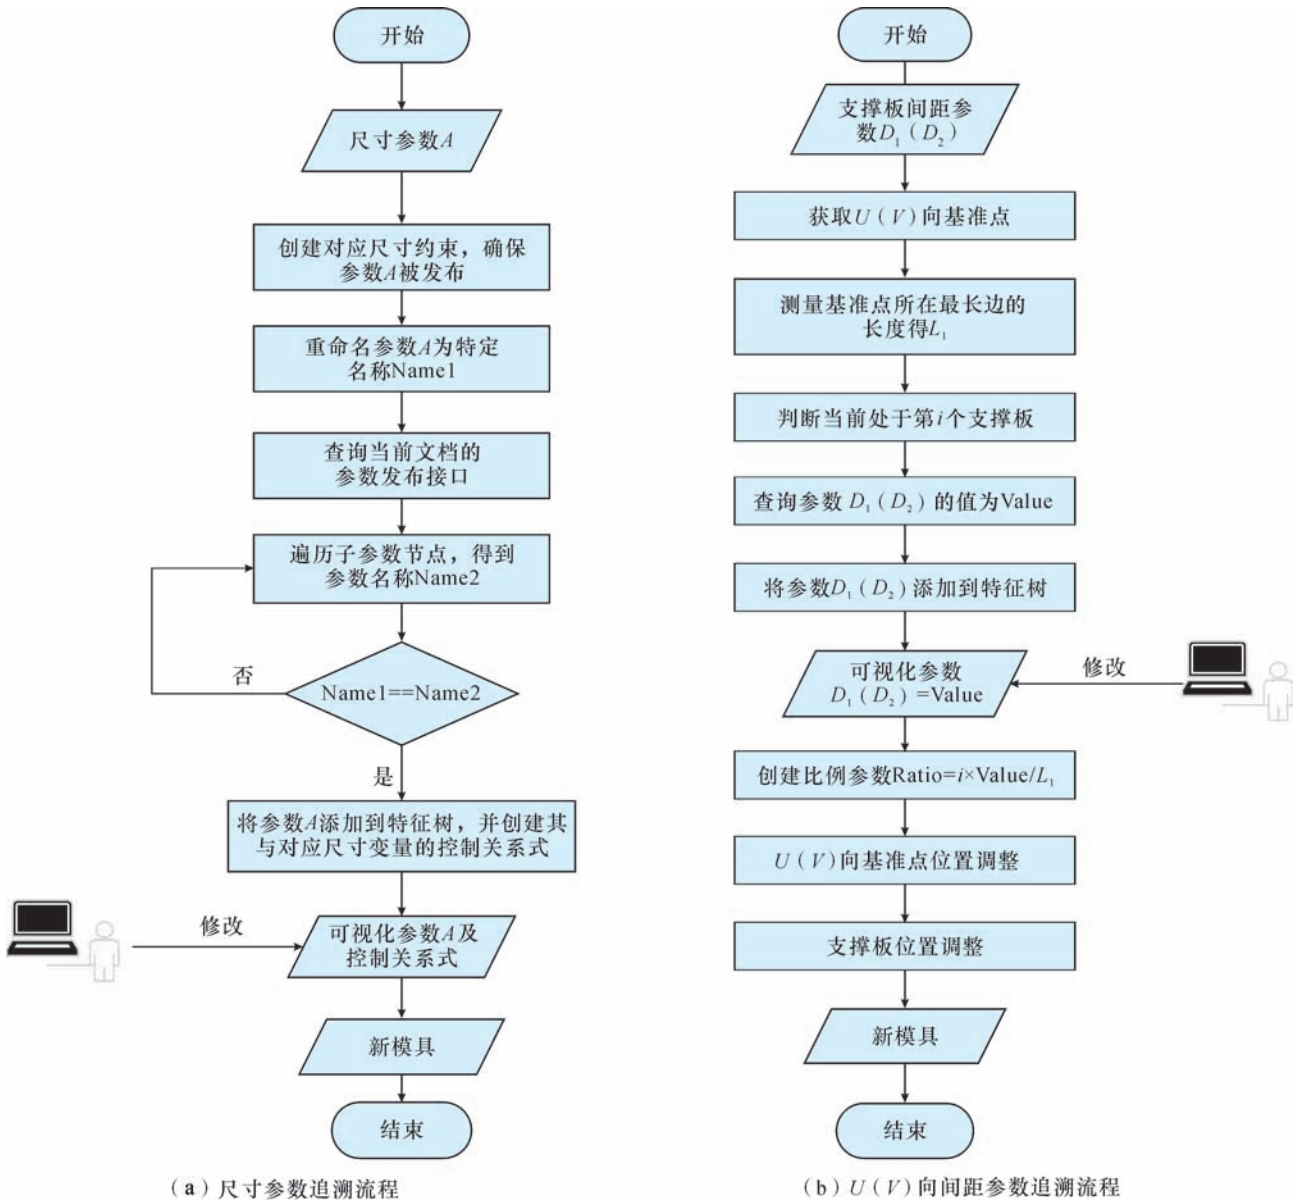 开始
尺寸参数A
创建对应尺寸约束，确保
参数A被发布
重命名参数A为特定
名称Name1
查询当前文档的
参数发布接口
遍历子参数节点，得到
参数名称Name2
否
Name1==Name2
是
将参数A添加到特征树，并创建其
与对应尺寸变量的控制关系式
修改
可视化参数A及
控制关系式
新模具
结束
（a）尺寸参数追溯流程
开始
支撑板间距参
数D₁（D₂）
获取U（V）向基准点
测量基准点所在最长边的
长度得L₁
判断当前处于第i个支撑板
查询参数 D₁（D₂）的值为Value
将参数D₁（D₂）添加到特征树
可视化参数
D₁（D₂）=Value
修改
创建比例参数Ratio=i×Value/L₁
U（V）向基准点位置调整
支撑板位置调整
新模具
结束
（b）U（V）向间距参数追溯流程